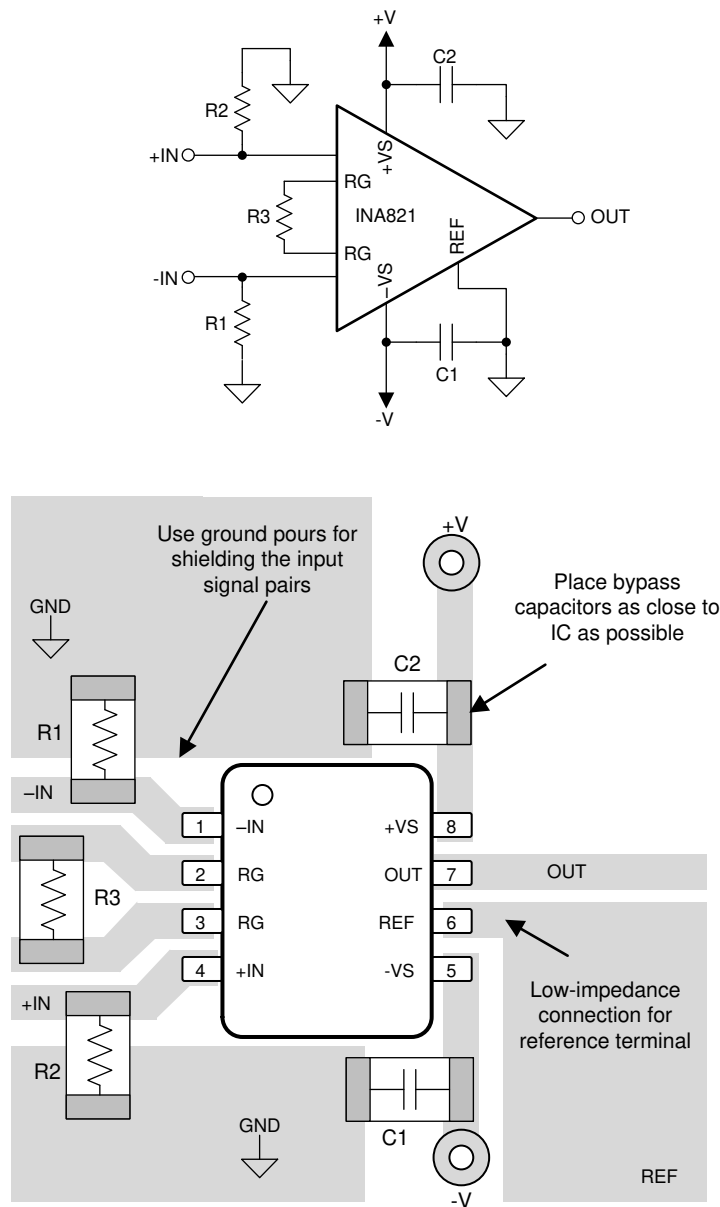 +V
C2
R2
+IN
+VS
RG
R3
INA821
REF
OUT
RG
-IN
–VS
R1
C1
-V
Use ground pours for
shielding the input
signal pairs
+V
Place bypass
capacitors as close to
IC as possible
GND
C2
R1
–IN
1
–IN
+VS
8
2
RG
OUT
7
OUT
R3
3
RG
REF
6
4
+IN
-VS
5
+IN
Low-impedance
connection for
reference terminal
R2
GND
C1
REF
-V